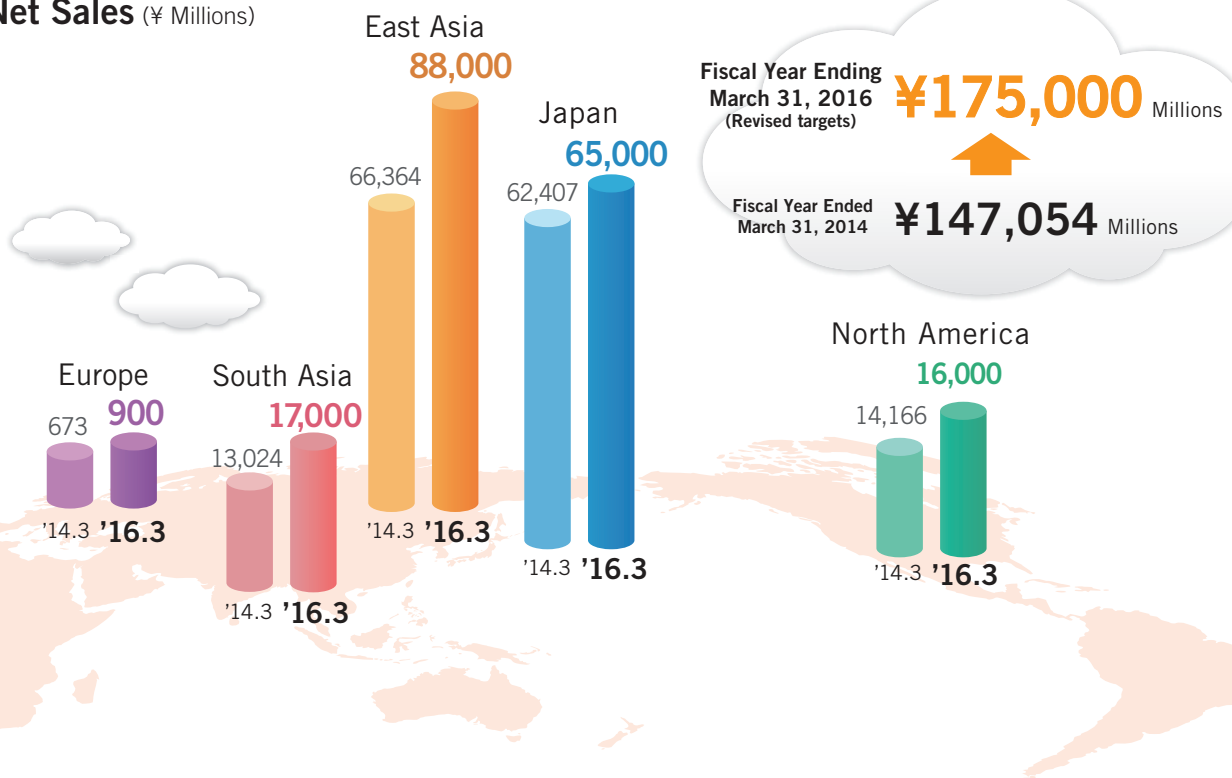 Net Sales (¥ Millions)
East Asia
88,000
66,364
’14.3 ’16.3
Japan
65,000
62,407
’14.3 ’16.3
Fiscal Year Ending
March 31, 2016
(Revised targets)
¥175,000 Millions
Fiscal Year Ended
March 31, 2014
¥147,054 Millions
Europe
900
673
’14.3 ’16.3
South Asia
17,000
13,024
’14.3 ’16.3
North America
16,000
14,166
’14.3 ’16.3